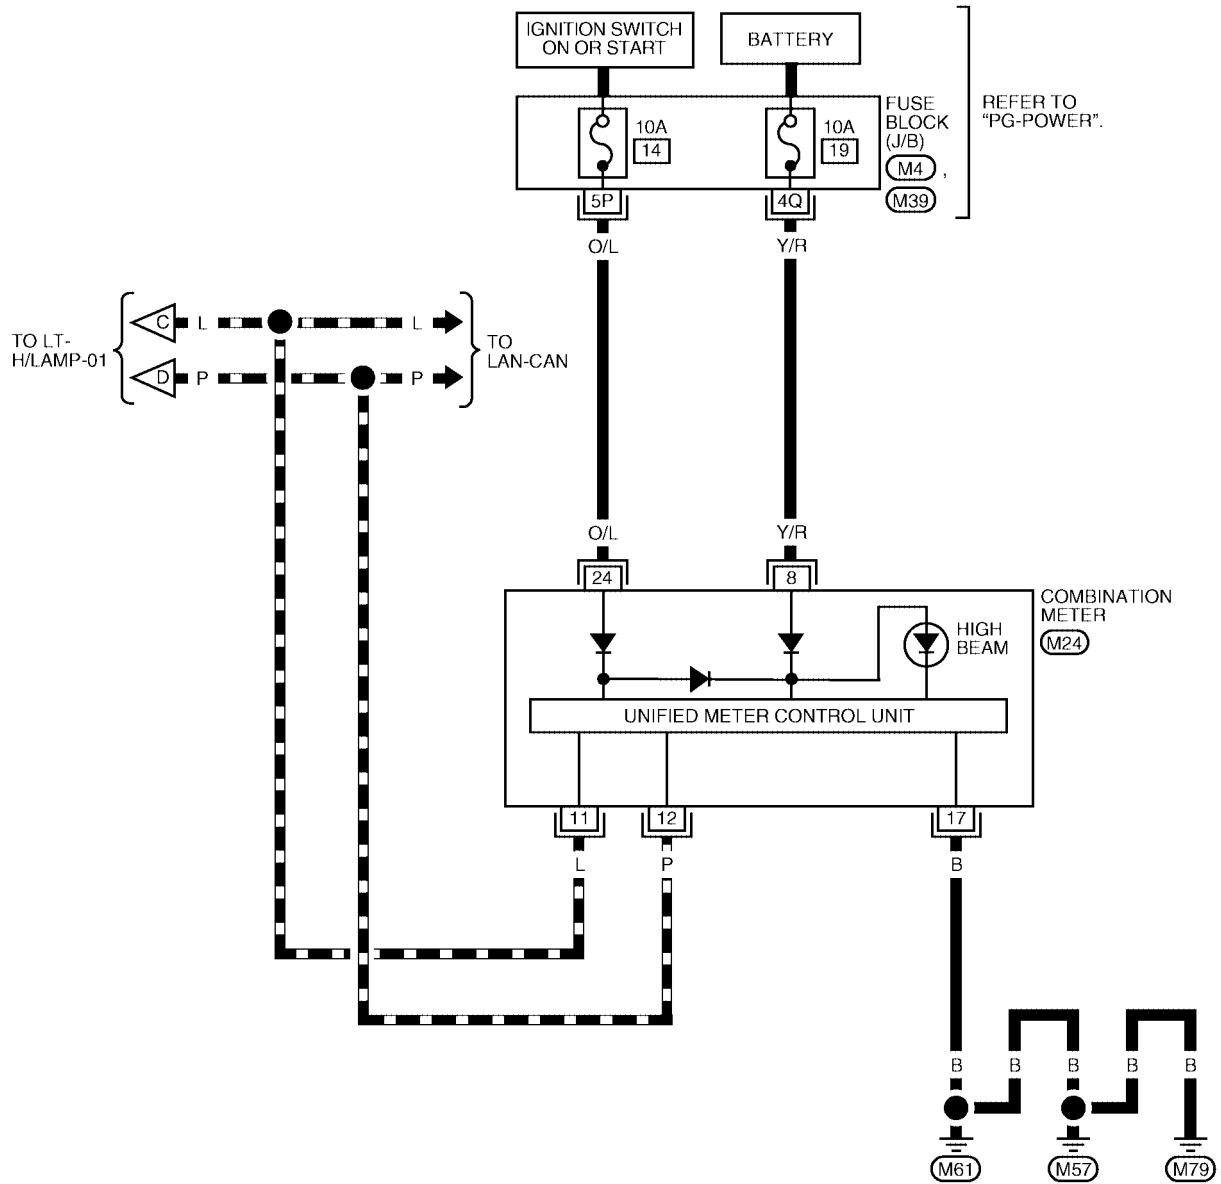 IGNITION SWITCH
ON OR START
BATTERY
10A
14
10A
19
FUSE
BLOCK
(J/B)
M4 ,
M39
REFER TO
“PG-POWER”.
5P
4Q
O/L
Y/R
C
L
L
TO LT-
H/LAMP-01
TO
LAN-CAN
D
P
P
O/L
Y/R
24
8
COMBINATION
METER
M24
HIGH
BEAM
UNIFIED METER CONTROL UNIT
11
12
17
L
P
B
B
B
B
B
B
M61
M57
M79